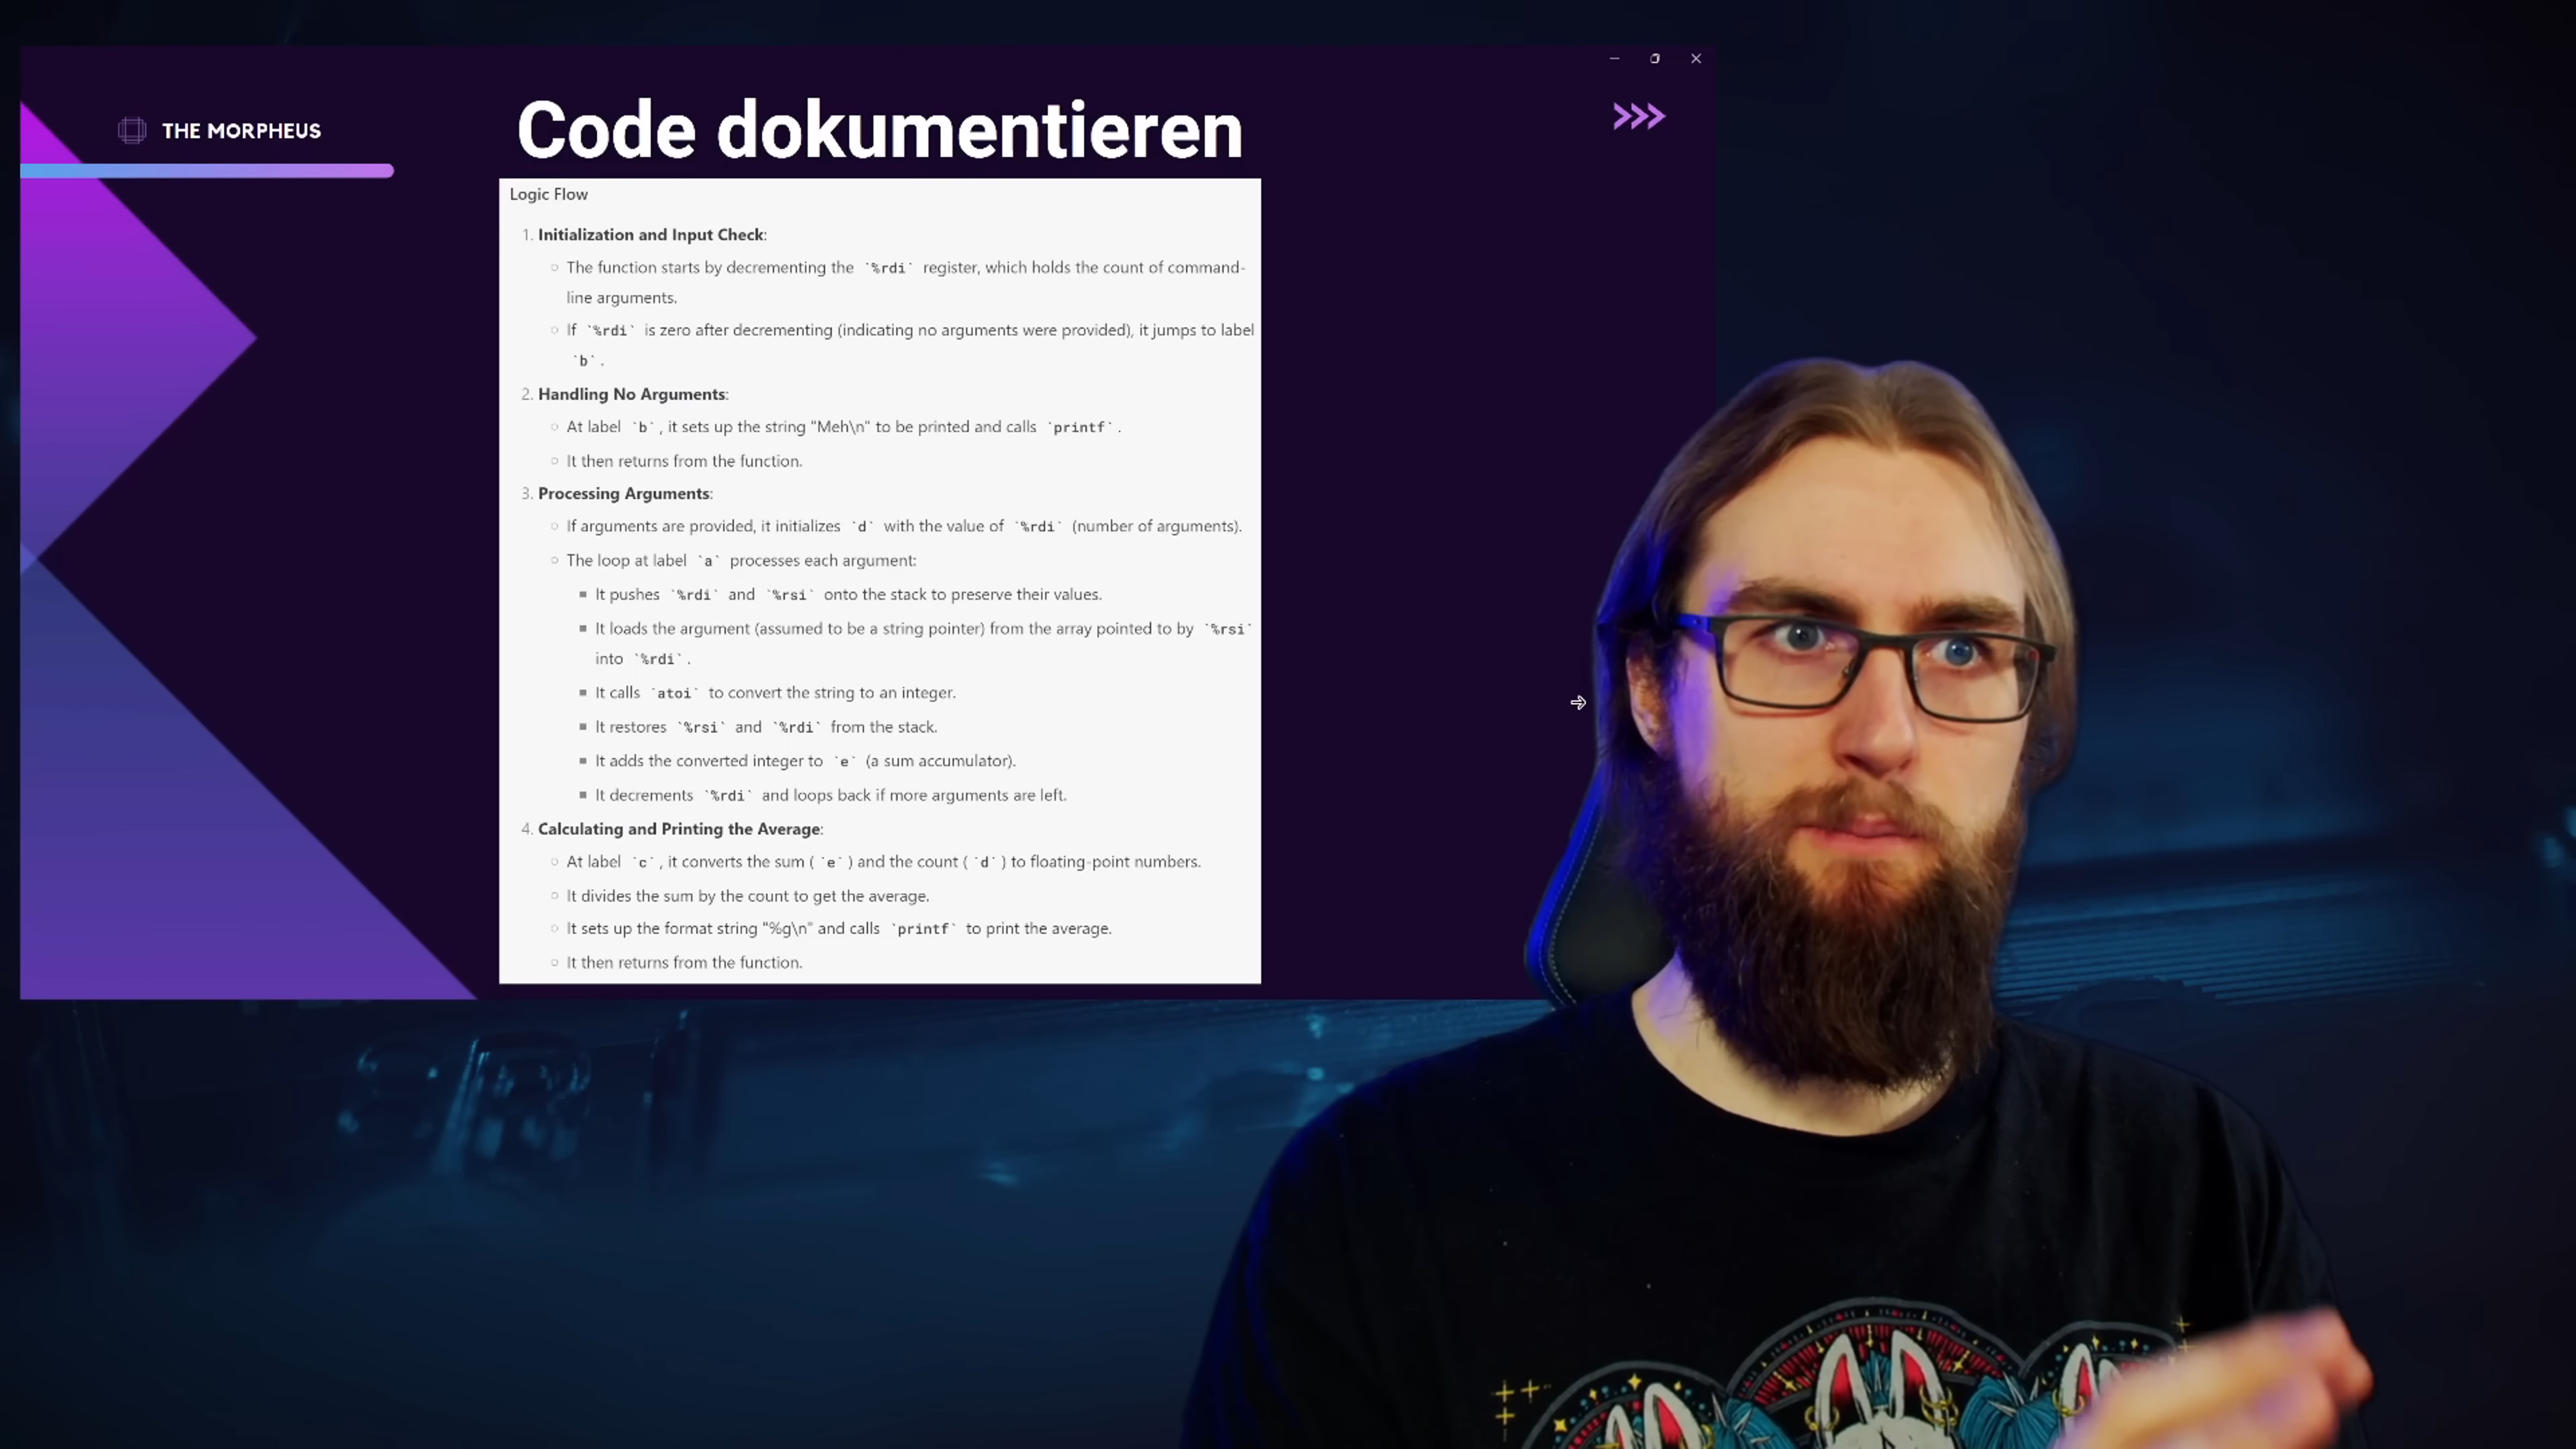 THE MORPHEUS
Code dokumentieren
Logic Flow
1. Initialization and Input Check:
The function starts by decrementing the `%rdi` register, which holds the count of command-
line arguments.
If `%rdi` is zero after decrementing (indicating no arguments were provided), it jumps to label
`b`.
2. Handling No Arguments:
At label `b`, it sets up the string "Meh\n" to be printed and calls `printf`.
It then returns from the function.
3. Processing Arguments:
If arguments are provided, it initializes `d` with the value of `%rdi` (number of arguments).
The loop at label `a` processes each argument:
It pushes `%rdi` and `%rsi` onto the stack to preserve their values.
It loads the argument (assumed to be a string pointer) from the array pointed to by `%rsi`
into `%rdi`.
It calls `atoi` to convert the string to an integer.
It restores `%rsi` and `%rdi` from the stack.
It adds the converted integer to `e` (a sum accumulator).
It decrements `%rdi` and loops back if more arguments are left.
4. Calculating and Printing the Average:
At label `c`, it converts the sum ( `e` ) and the count ( `d` ) to floating-point numbers.
It divides the sum by the count to get the average.
It sets up the format string "%g\n" and calls `printf` to print the average.
It then returns from the function.